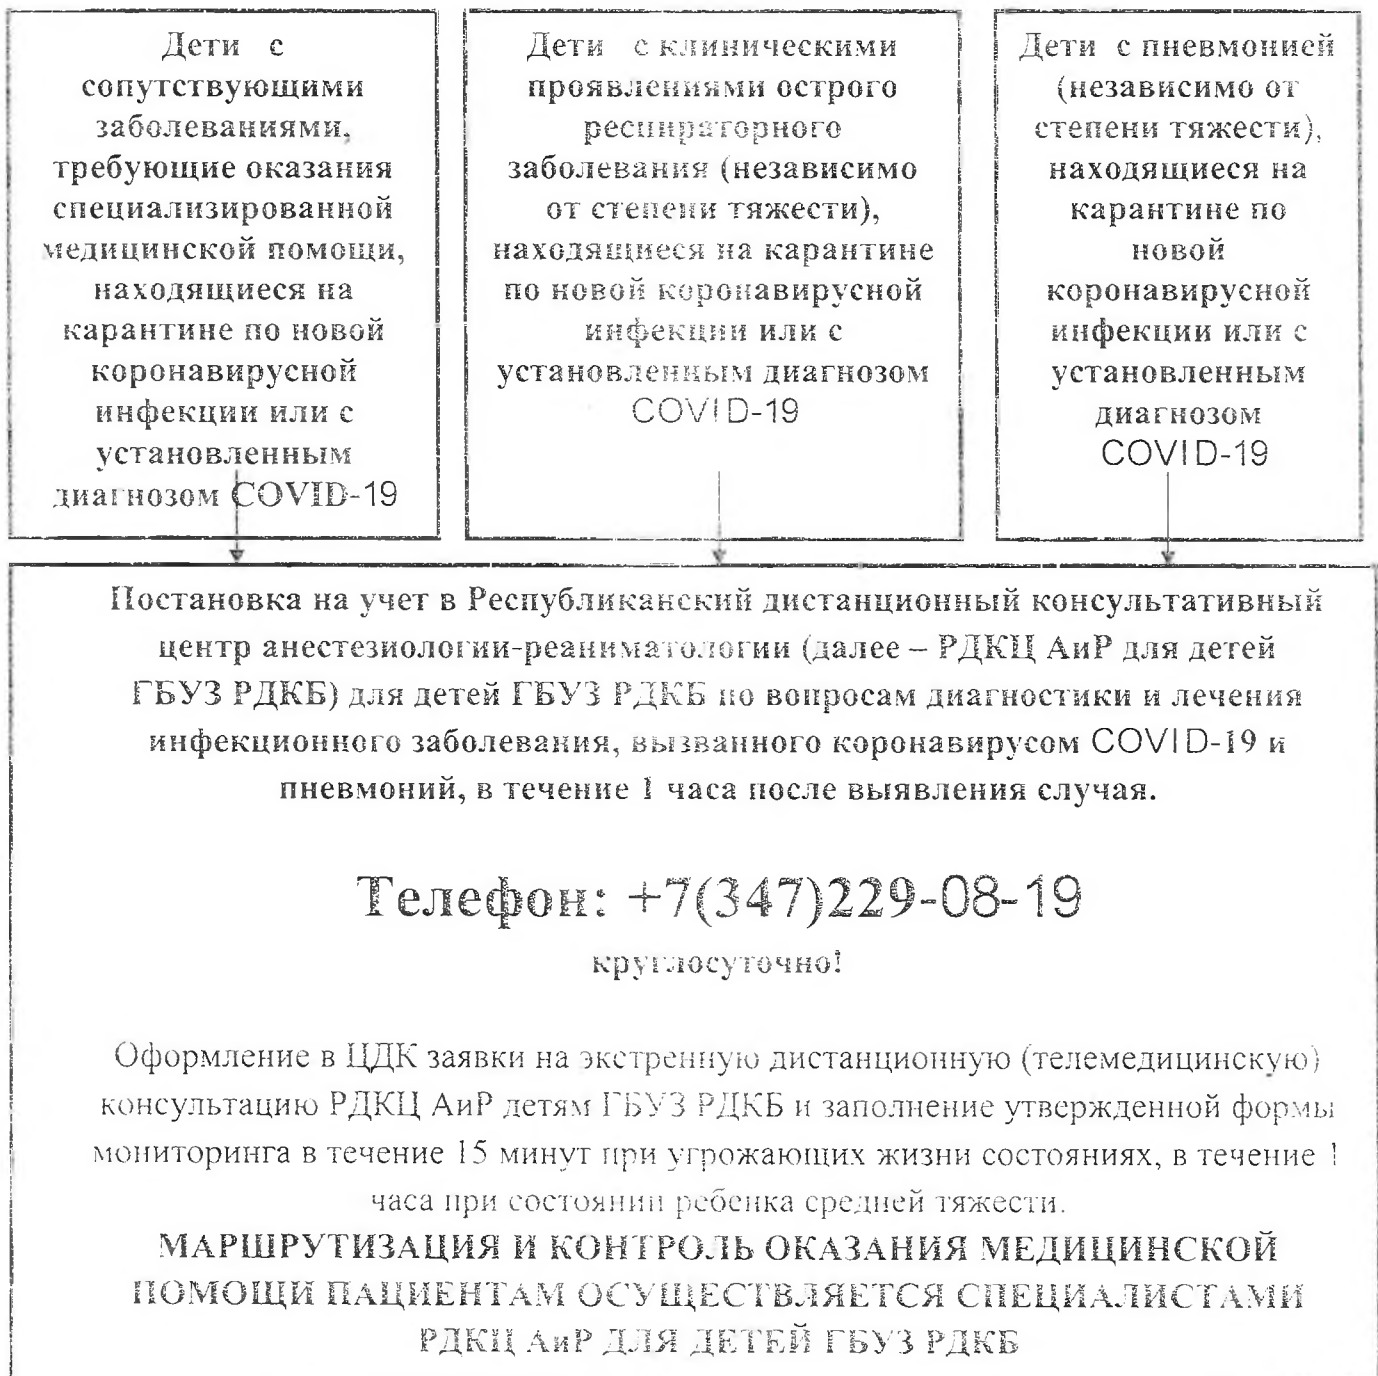 Дети с
сопутствующими
заболеваниями,
требующие оказания
специализированной
медицинской помощи,
находящиеся на
карантине по новой
коронавирусной
инфекции или с
установленным
диагнозом COVID-19
Дети с клиническими
проявлениями острого
респираторного
заболевания (независимо
от степени тяжести),
находящиеся на карантине
по новой коронавирусной
инфекции или с
установленным диагнозом
COVID-19
Дети с пневмонией
(независимо от
степени тяжести),
находящиеся на
карантине по
новой
коронавирусной
инфекции или с
установленным
диагнозом
COVID-19
Постановка на учет в Республиканский дистанционный консультативный
центр анестезиологии-реаниматологии (далее – РДКЦ АиР для детей
ГБУЗ РДКБ) для детей ГБУЗ РДКБ по вопросам диагностики и лечения
инфекционного заболевания, вызванного коронавирусом COVID-19 и
пневмоний, в течение 1 часа после выявления случая.
Телефон: +7(347)229-08-19
круглосуточно!
Оформление в ЦДК заявки на экстренную дистанционную (телемедицинскую)
консультацию РДКЦ АиР детям ГБУЗ РДКБ и заполнение утвержденной формы
мониторинга в течение 15 минут при угрожающих жизни состояниях, в течение 1
часа при состоянии ребенка средней тяжести.
МАРШРУТИЗАЦИЯ И КОНТРОЛЬ ОКАЗАНИЯ МЕДИЦИНСКОЙ
ПОМОЩИ ПАЦИЕНТАМ ОСУЩЕСТВЛЯЕТСЯ СПЕЦИАЛИСТАМИ
РДКЦ АиР ДЛЯ ДЕТЕЙ ГБУЗ РДКБ